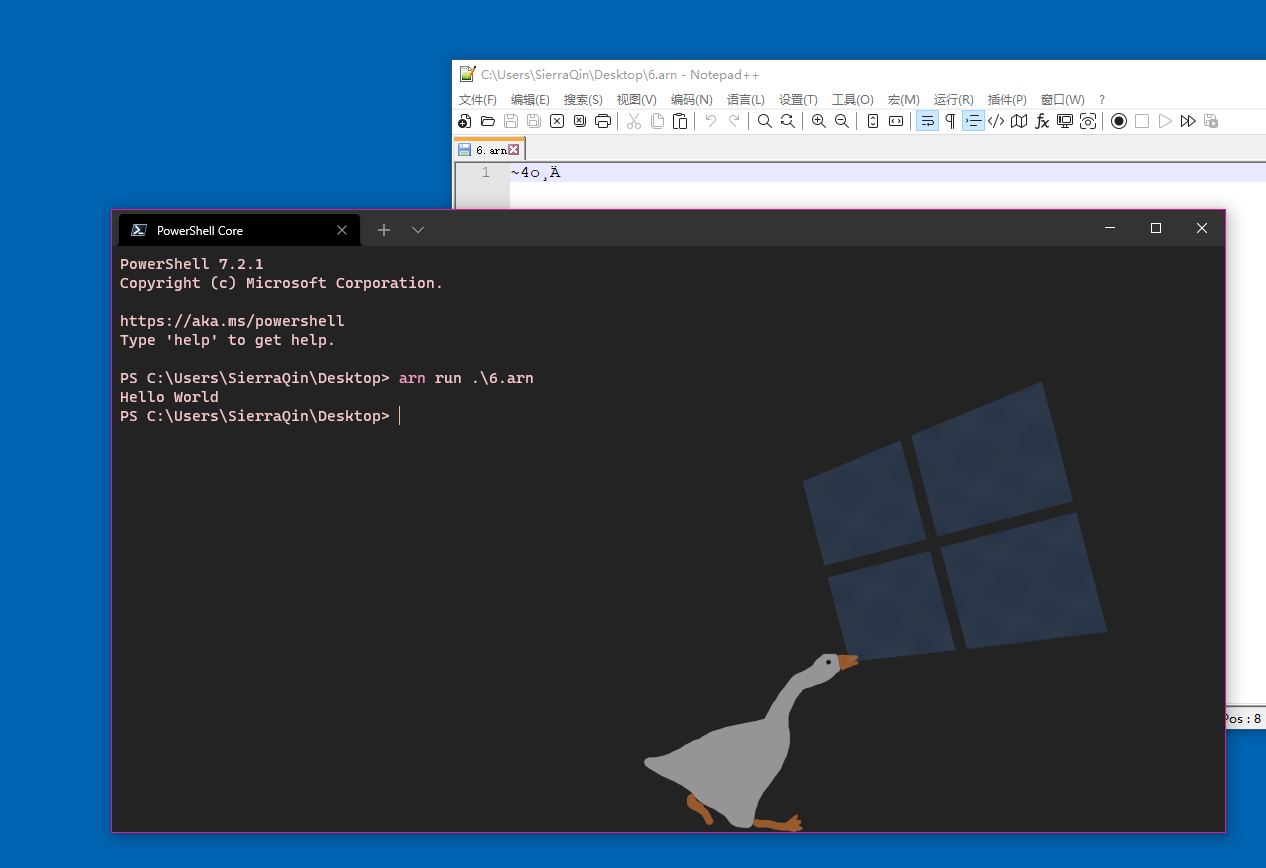 C:\Users\SierraQin\Desktop\6.arn - Notepad++
文件(F) 编辑(E) 搜索(S) 视图(V) 编码(N) 语言(L) 设置(T) 工具(O) 宏(M) 运行(R) 插件(P) 窗口(W) ?
6.arn
1 ~4o¸Ä
PowerShell Core
PowerShell 7.2.1
Copyright (c) Microsoft Corporation.
https://aka.ms/powershell
Type 'help' to get help.
PS C:\Users\SierraQin\Desktop> arn run .\6.arn
Hello World
PS C:\Users\SierraQin\Desktop>
Pos : 8